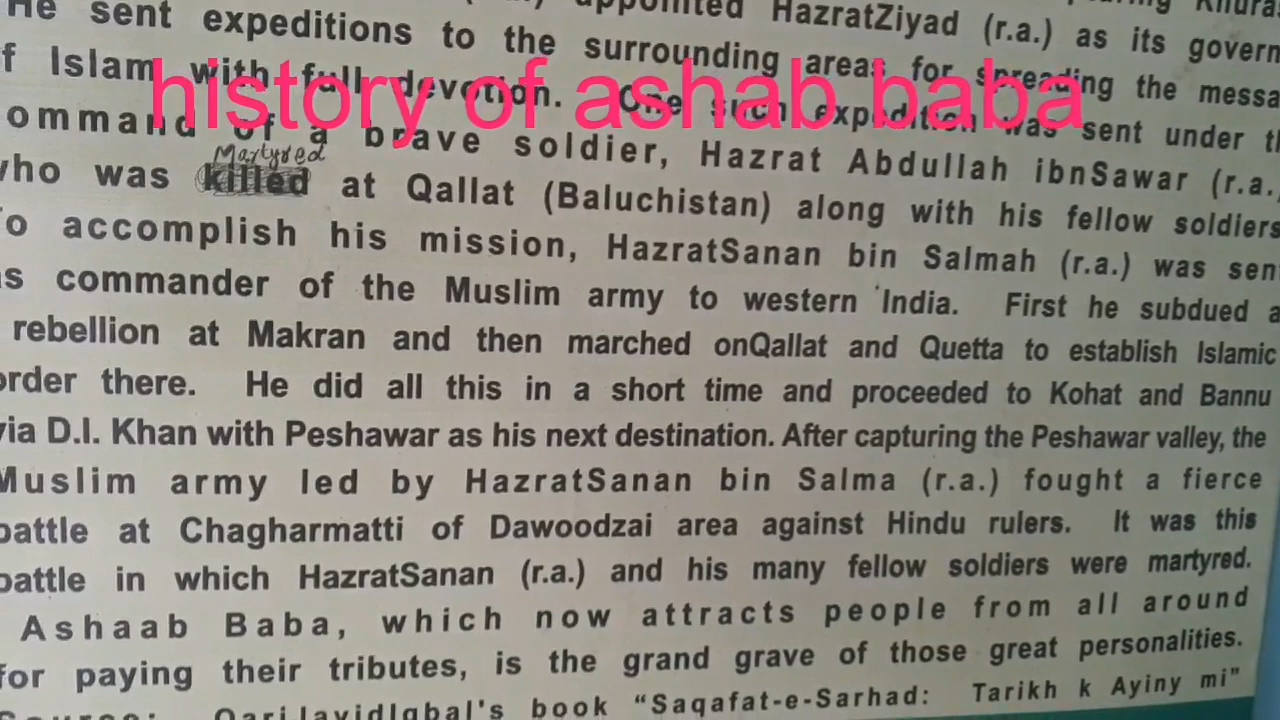 He sent expeditions to the surrounding areas for spreading the messa
appointed HazratZiyad (r.a.) as its govern
f Islam with full devotion. One such expedition was sent under th
history of ashab baba
ommand of a brave soldier, Hazrat Abdullah ibnSawar (r.a.
Martyred
who was killed at Qallat (Baluchistan) along with his fellow soldiers
To accomplish his mission, HazratSanan bin Salmah (r.a.) was sent
as commander of the Muslim army to western India. First he subdued a
rebellion at Makran and then marched onQallat and Quetta to establish Islamic
order there. He did all this in a short time and proceeded to Kohat and Bannu
via D.I. Khan with Peshawar as his next destination. After capturing the Peshawar valley, the
Muslim army led by HazratSanan bin Salma (r.a.) fought a fierce
battle at Chagharmatti of Dawoodzai area against Hindu rulers. It was this
battle in which HazratSanan (r.a.) and his many fellow soldiers were martyred.
Ashaab Baba, which now attracts people from all around
for paying their tributes, is the grand grave of those great personalities.
Source: QariJavidIqbal's book “Saqafat-e-Sarhad: Tarikh k Ayiny mi”